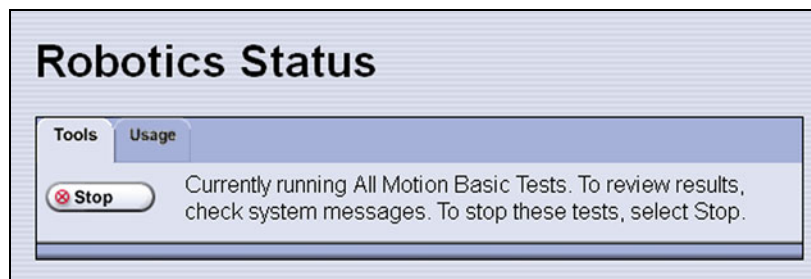 Robotics Status
Tools Usage
Stop
Currently running All Motion Basic Tests. To review results,
check system messages. To stop these tests, select Stop.